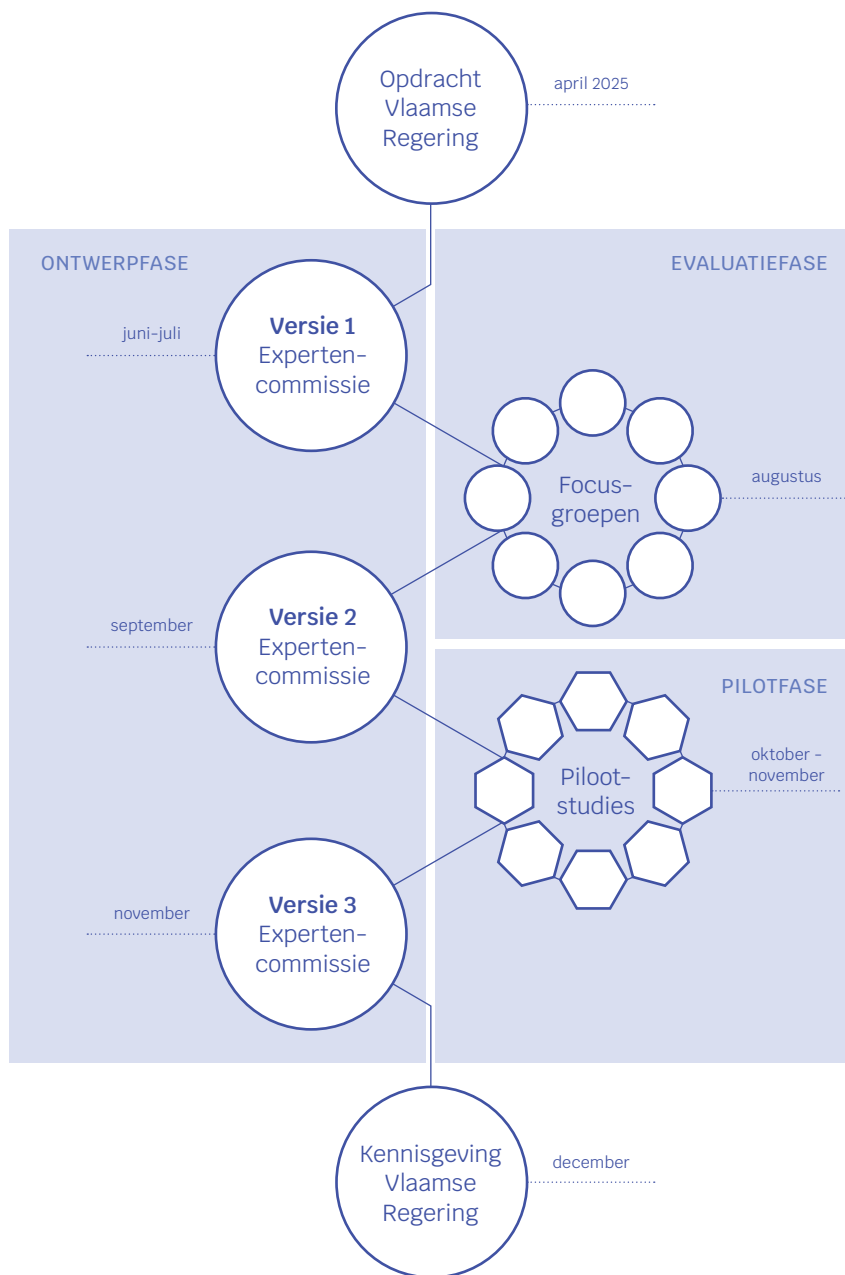 Opdracht
Vlaamse
Regering
april 2025
ONTWERPFASE
EVALUATIEFASE
juni-juli
Versie 1
Experten-
commissie
Focus-
groepen
augustus
september
Versie 2
Experten-
commissie
PILOTFASE
Piloot-
studies
oktober -
november
november
Versie 3
Experten-
commissie
Kennisgeving
Vlaamse
Regering
december